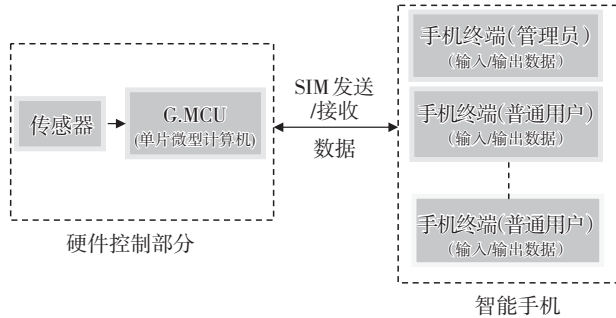 传感器
G.MCU
(单片微型计算机)
硬件控制部分
SIM发送
/接收
数据
手机终端(管理员)
(输入/输出数据)
手机终端(普通用户)
(输入/输出数据)
手机终端(普通用户)
(输入/输出数据)
智能手机